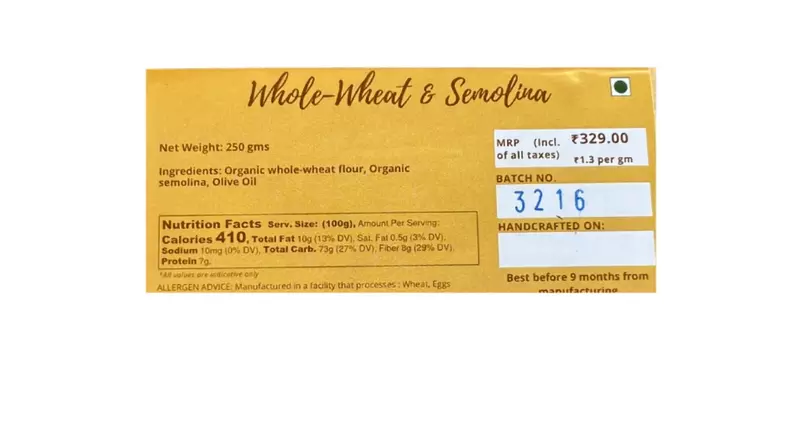 Whole-Wheat & Semolina
Net Weight: 250 gms
Ingredients: Organic whole-wheat flour, Organic
semolina, Olive Oil
Nutrition Facts Serv. Size: (100g), Amount Per Serving:
Calories 410, Total Fat 10g (13% DV), Sat. Fat 0.5g (3% DV),
Sodium 10mg (0% DV), Total Carb. 73g (27% DV), Fiber 8g (29% DV),
Protein 7g,
*All values are indicative only
ALLERGEN ADVICE: Manufactured in a facility that processes : Wheat, Eggs
MRP (Incl. ₹329.00
of all taxes) ₹1.3 per gm
BATCH NO.
3216
HANDCRAFTED ON:
Best before 9 months from
manufacturing